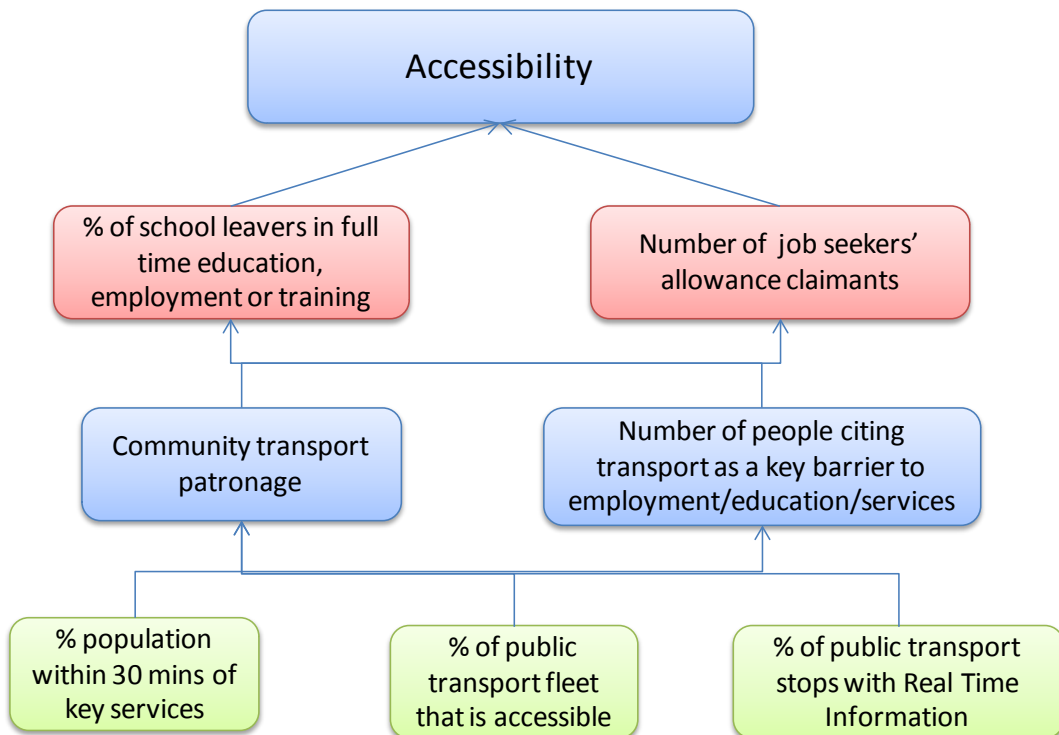 Accessibility
% of school leavers in full
time education,
employment or training
Number of job seekers’
allowance claimants
Community transport
patronage
Number of people citing
transport as a key barrier to
employment/education/services
% population
within 30 mins of
key services
% of public
transport fleet
that is accessible
% of public transport
stops with Real Time
Information